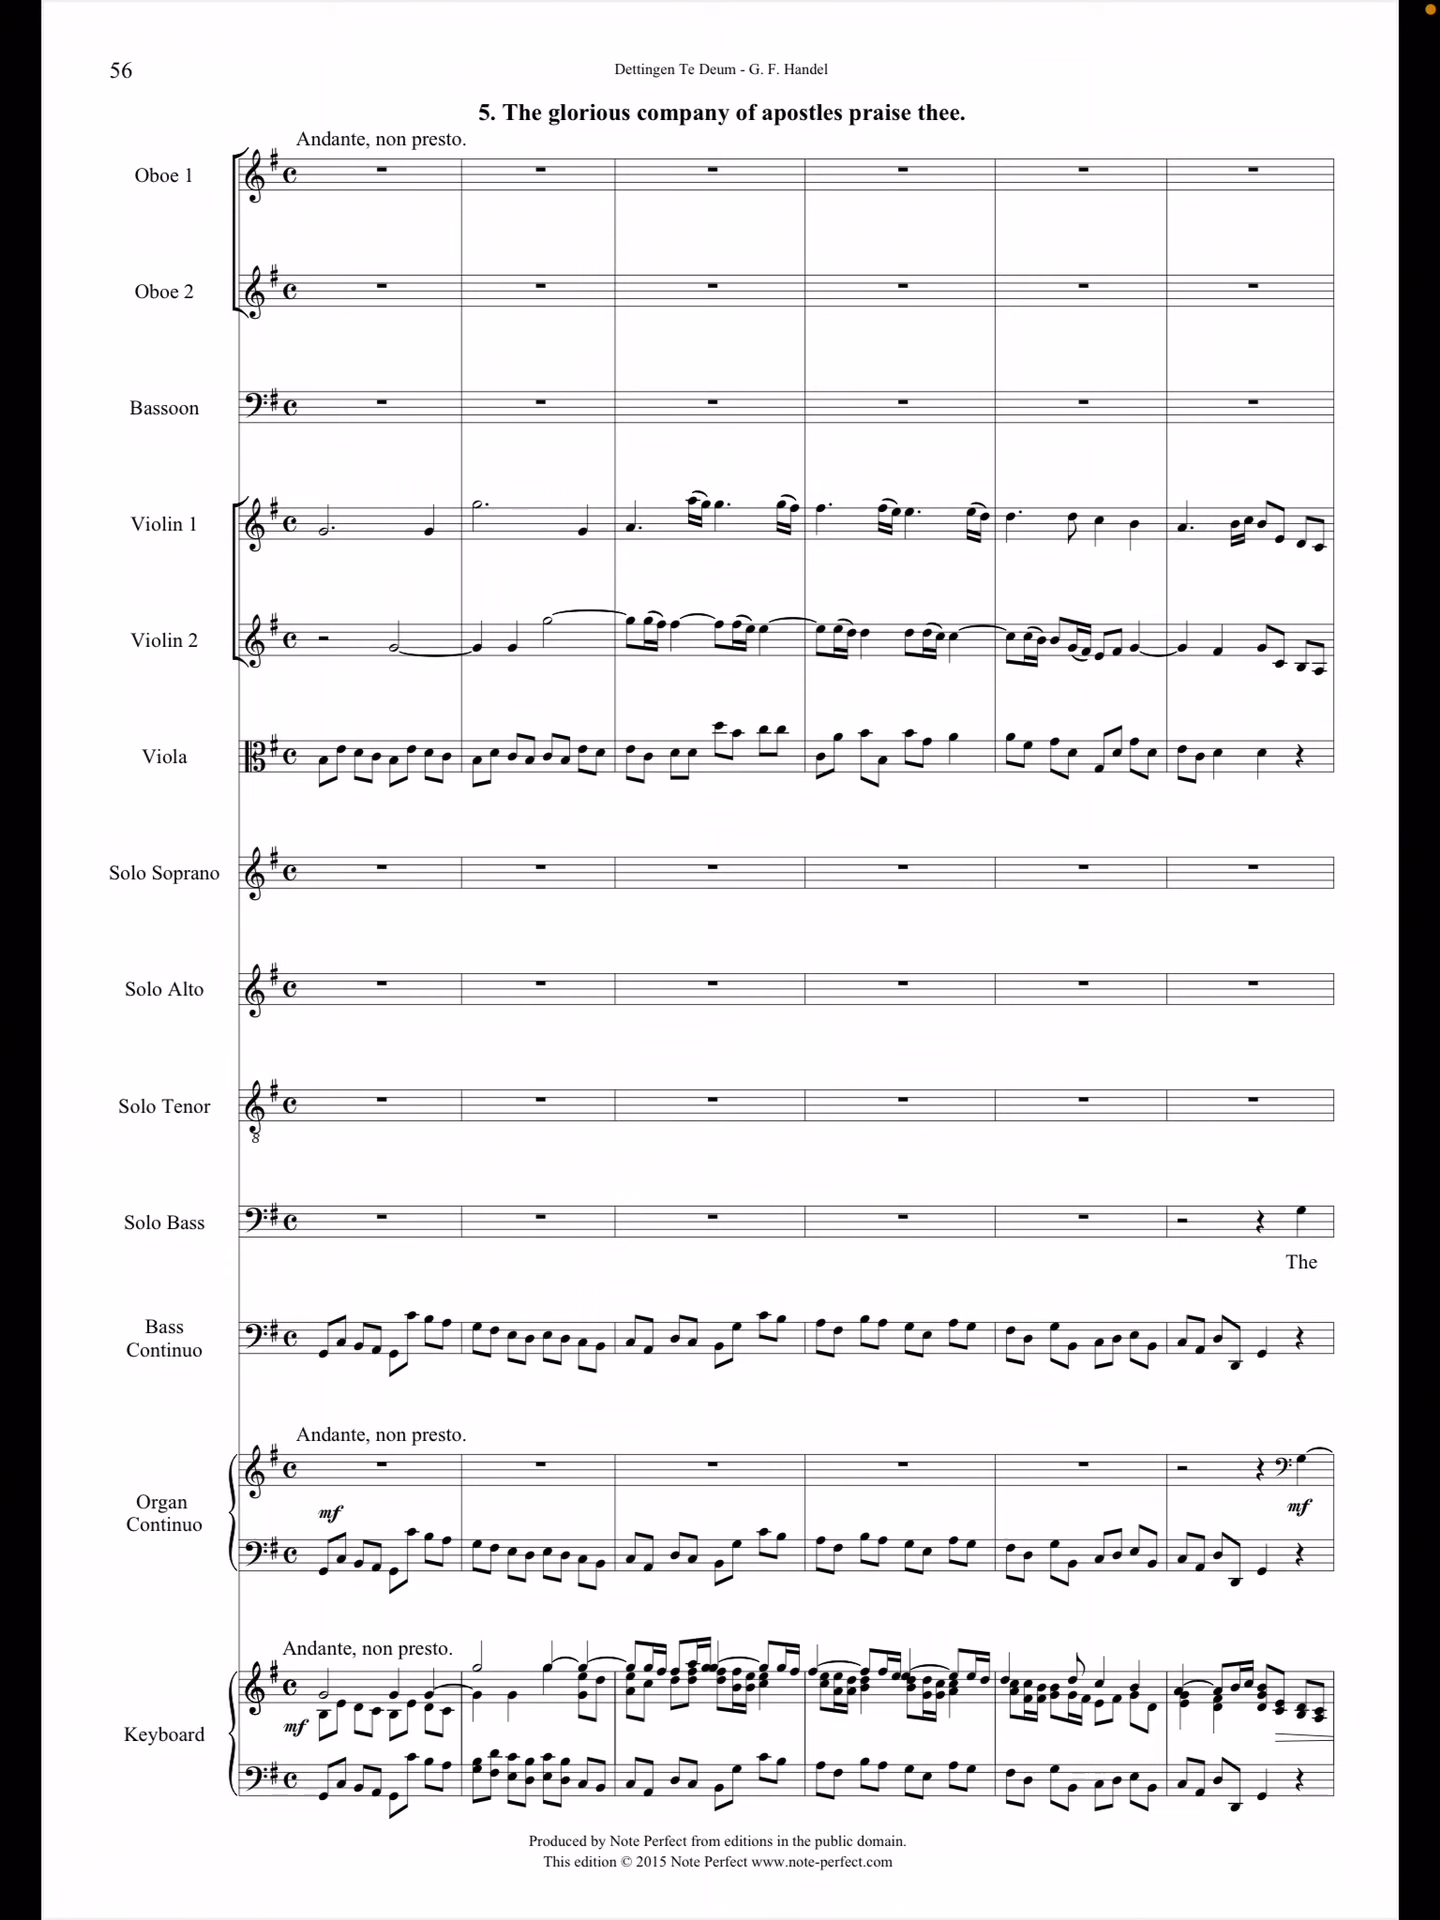 56
Dettingen Te Deum - G. F. Handel
5. The glorious company of apostles praise thee.
Andante, non presto.
Oboe 1
Oboe 2
Bassoon
Violin 1
Violin 2
Viola
Solo Soprano
Solo Alto
Solo Tenor
8
Solo Bass
The
Bass
Continuo
Andante, non presto.
Organ
Continuo
mf
mf
Andante, non presto.
mf
Keyboard
Produced by Note Perfect from editions in the public domain.
This edition © 2015 Note Perfect www.note-perfect.com